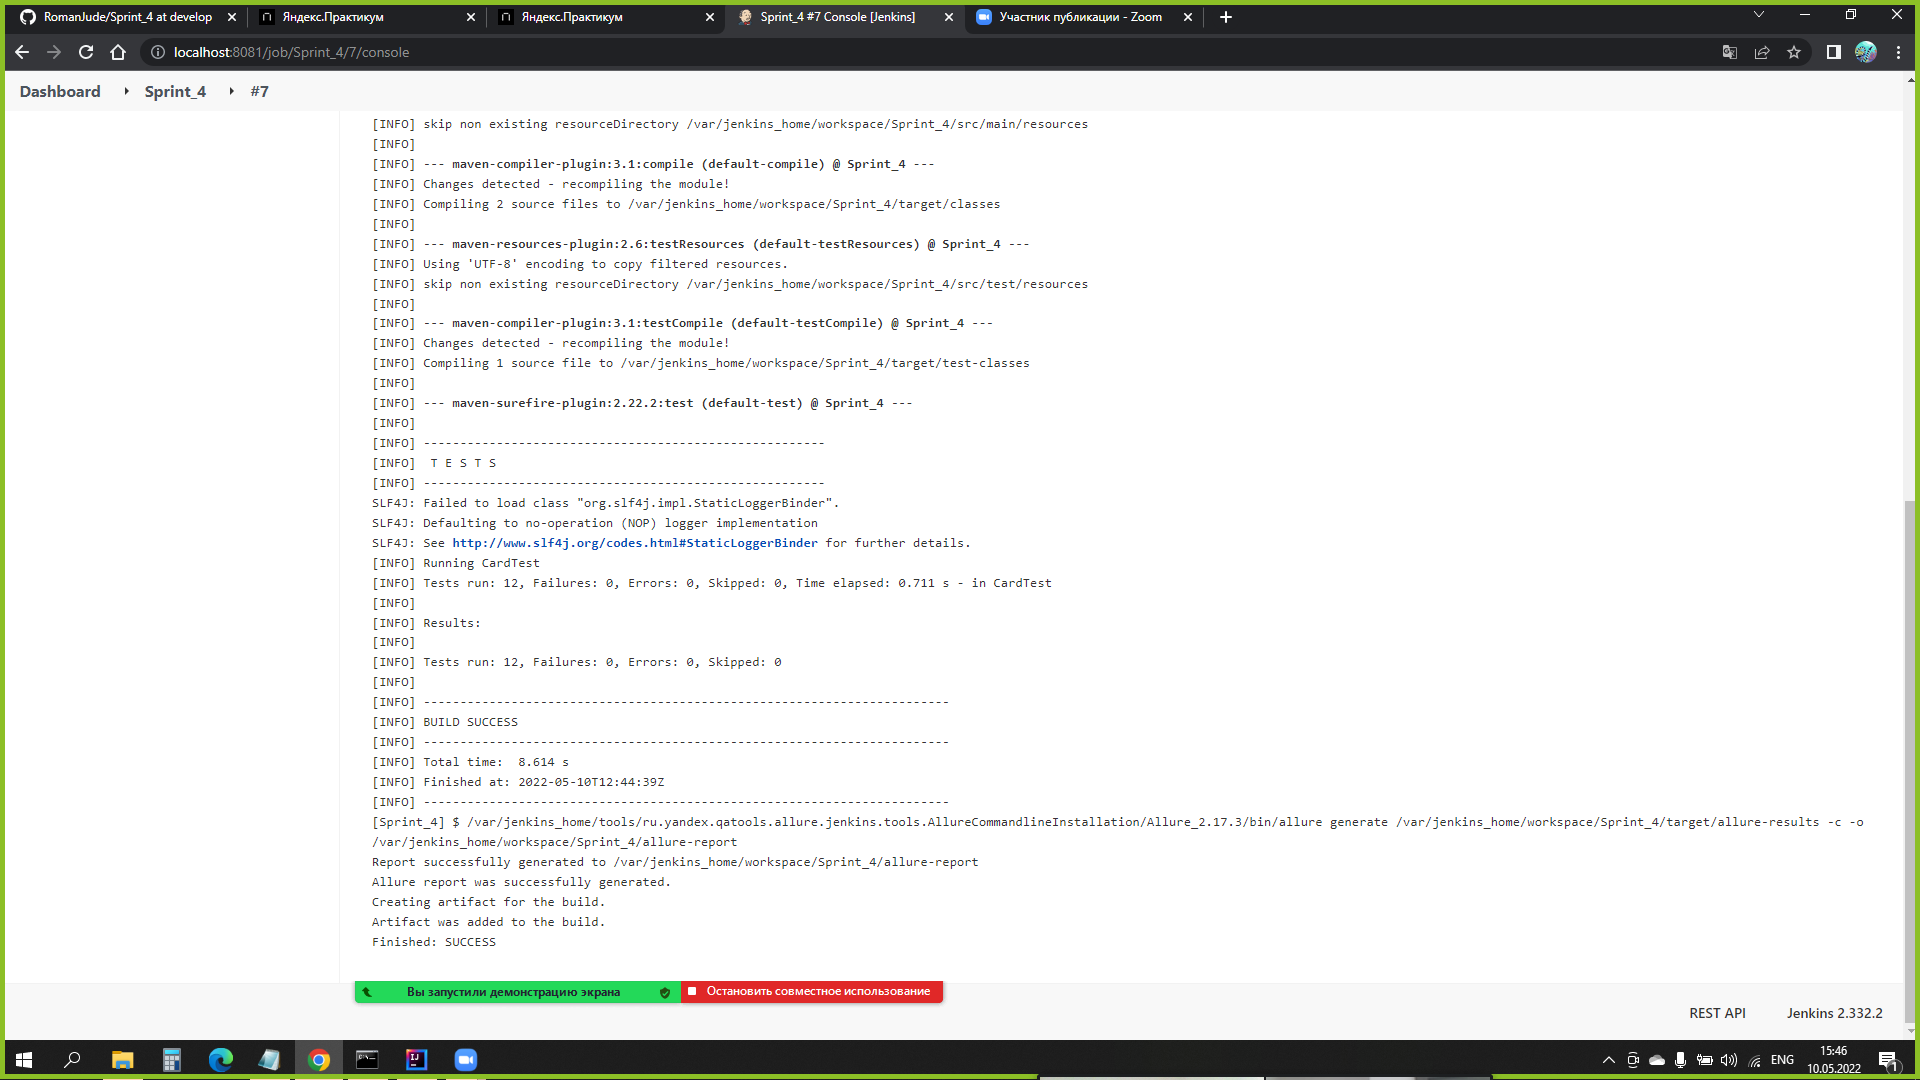 RomanJude/Sprint_4 at develop
Яндекс.Практикум
Яндекс.Практикум
Sprint_4 #7 Console [Jenkins]
Участник публикации - Zoom
localhost:8081/job/Sprint_4/7/console
Dashboard Sprint_4 #7
[INFO] skip non existing resourceDirectory /var/jenkins_home/workspace/Sprint_4/src/main/resources
[INFO]
[INFO] --- maven-compiler-plugin:3.1:compile (default-compile) @ Sprint_4 ---
[INFO] Changes detected - recompiling the module!
[INFO] Compiling 2 source files to /var/jenkins_home/workspace/Sprint_4/target/classes
[INFO]
[INFO] --- maven-resources-plugin:2.6:testResources (default-testResources) @ Sprint_4 ---
[INFO] Using 'UTF-8' encoding to copy filtered resources.
[INFO] skip non existing resourceDirectory /var/jenkins_home/workspace/Sprint_4/src/test/resources
[INFO]
[INFO] --- maven-compiler-plugin:3.1:testCompile (default-testCompile) @ Sprint_4 ---
[INFO] Changes detected - recompiling the module!
[INFO] Compiling 1 source file to /var/jenkins_home/workspace/Sprint_4/target/test-classes
[INFO]
[INFO] --- maven-surefire-plugin:2.22.2:test (default-test) @ Sprint_4 ---
[INFO]
[INFO] -------------------------------------------------------
[INFO]  T E S T S
[INFO] -------------------------------------------------------
SLF4J: Failed to load class "org.slf4j.impl.StaticLoggerBinder".
SLF4J: Defaulting to no-operation (NOP) logger implementation
SLF4J: See http://www.slf4j.org/codes.html#StaticLoggerBinder for further details.
[INFO] Running CardTest
[INFO] Tests run: 12, Failures: 0, Errors: 0, Skipped: 0, Time elapsed: 0.711 s - in CardTest
[INFO]
[INFO] Results:
[INFO]
[INFO] Tests run: 12, Failures: 0, Errors: 0, Skipped: 0
[INFO]
[INFO] ------------------------------------------------------------------------
[INFO] BUILD SUCCESS
[INFO] ------------------------------------------------------------------------
[INFO] Total time:  8.614 s
[INFO] Finished at: 2022-05-10T12:44:39Z
[INFO] ------------------------------------------------------------------------
[Sprint_4] $ /var/jenkins_home/tools/ru.yandex.qatools.allure.jenkins.tools.AllureCommandlineInstallation/Allure_2.17.3/bin/allure generate /var/jenkins_home/workspace/Sprint_4/target/allure-results -c -o
/var/jenkins_home/workspace/Sprint_4/allure-report
Report successfully generated to /var/jenkins_home/workspace/Sprint_4/allure-report
Allure report was successfully generated.
Creating artifact for the build.
Artifact was added to the build.
Finished: SUCCESS
Вы запустили демонстрацию экрана
Остановить совместное использование
REST API
Jenkins 2.332.2
ENG
15:46
10.05.2022
1